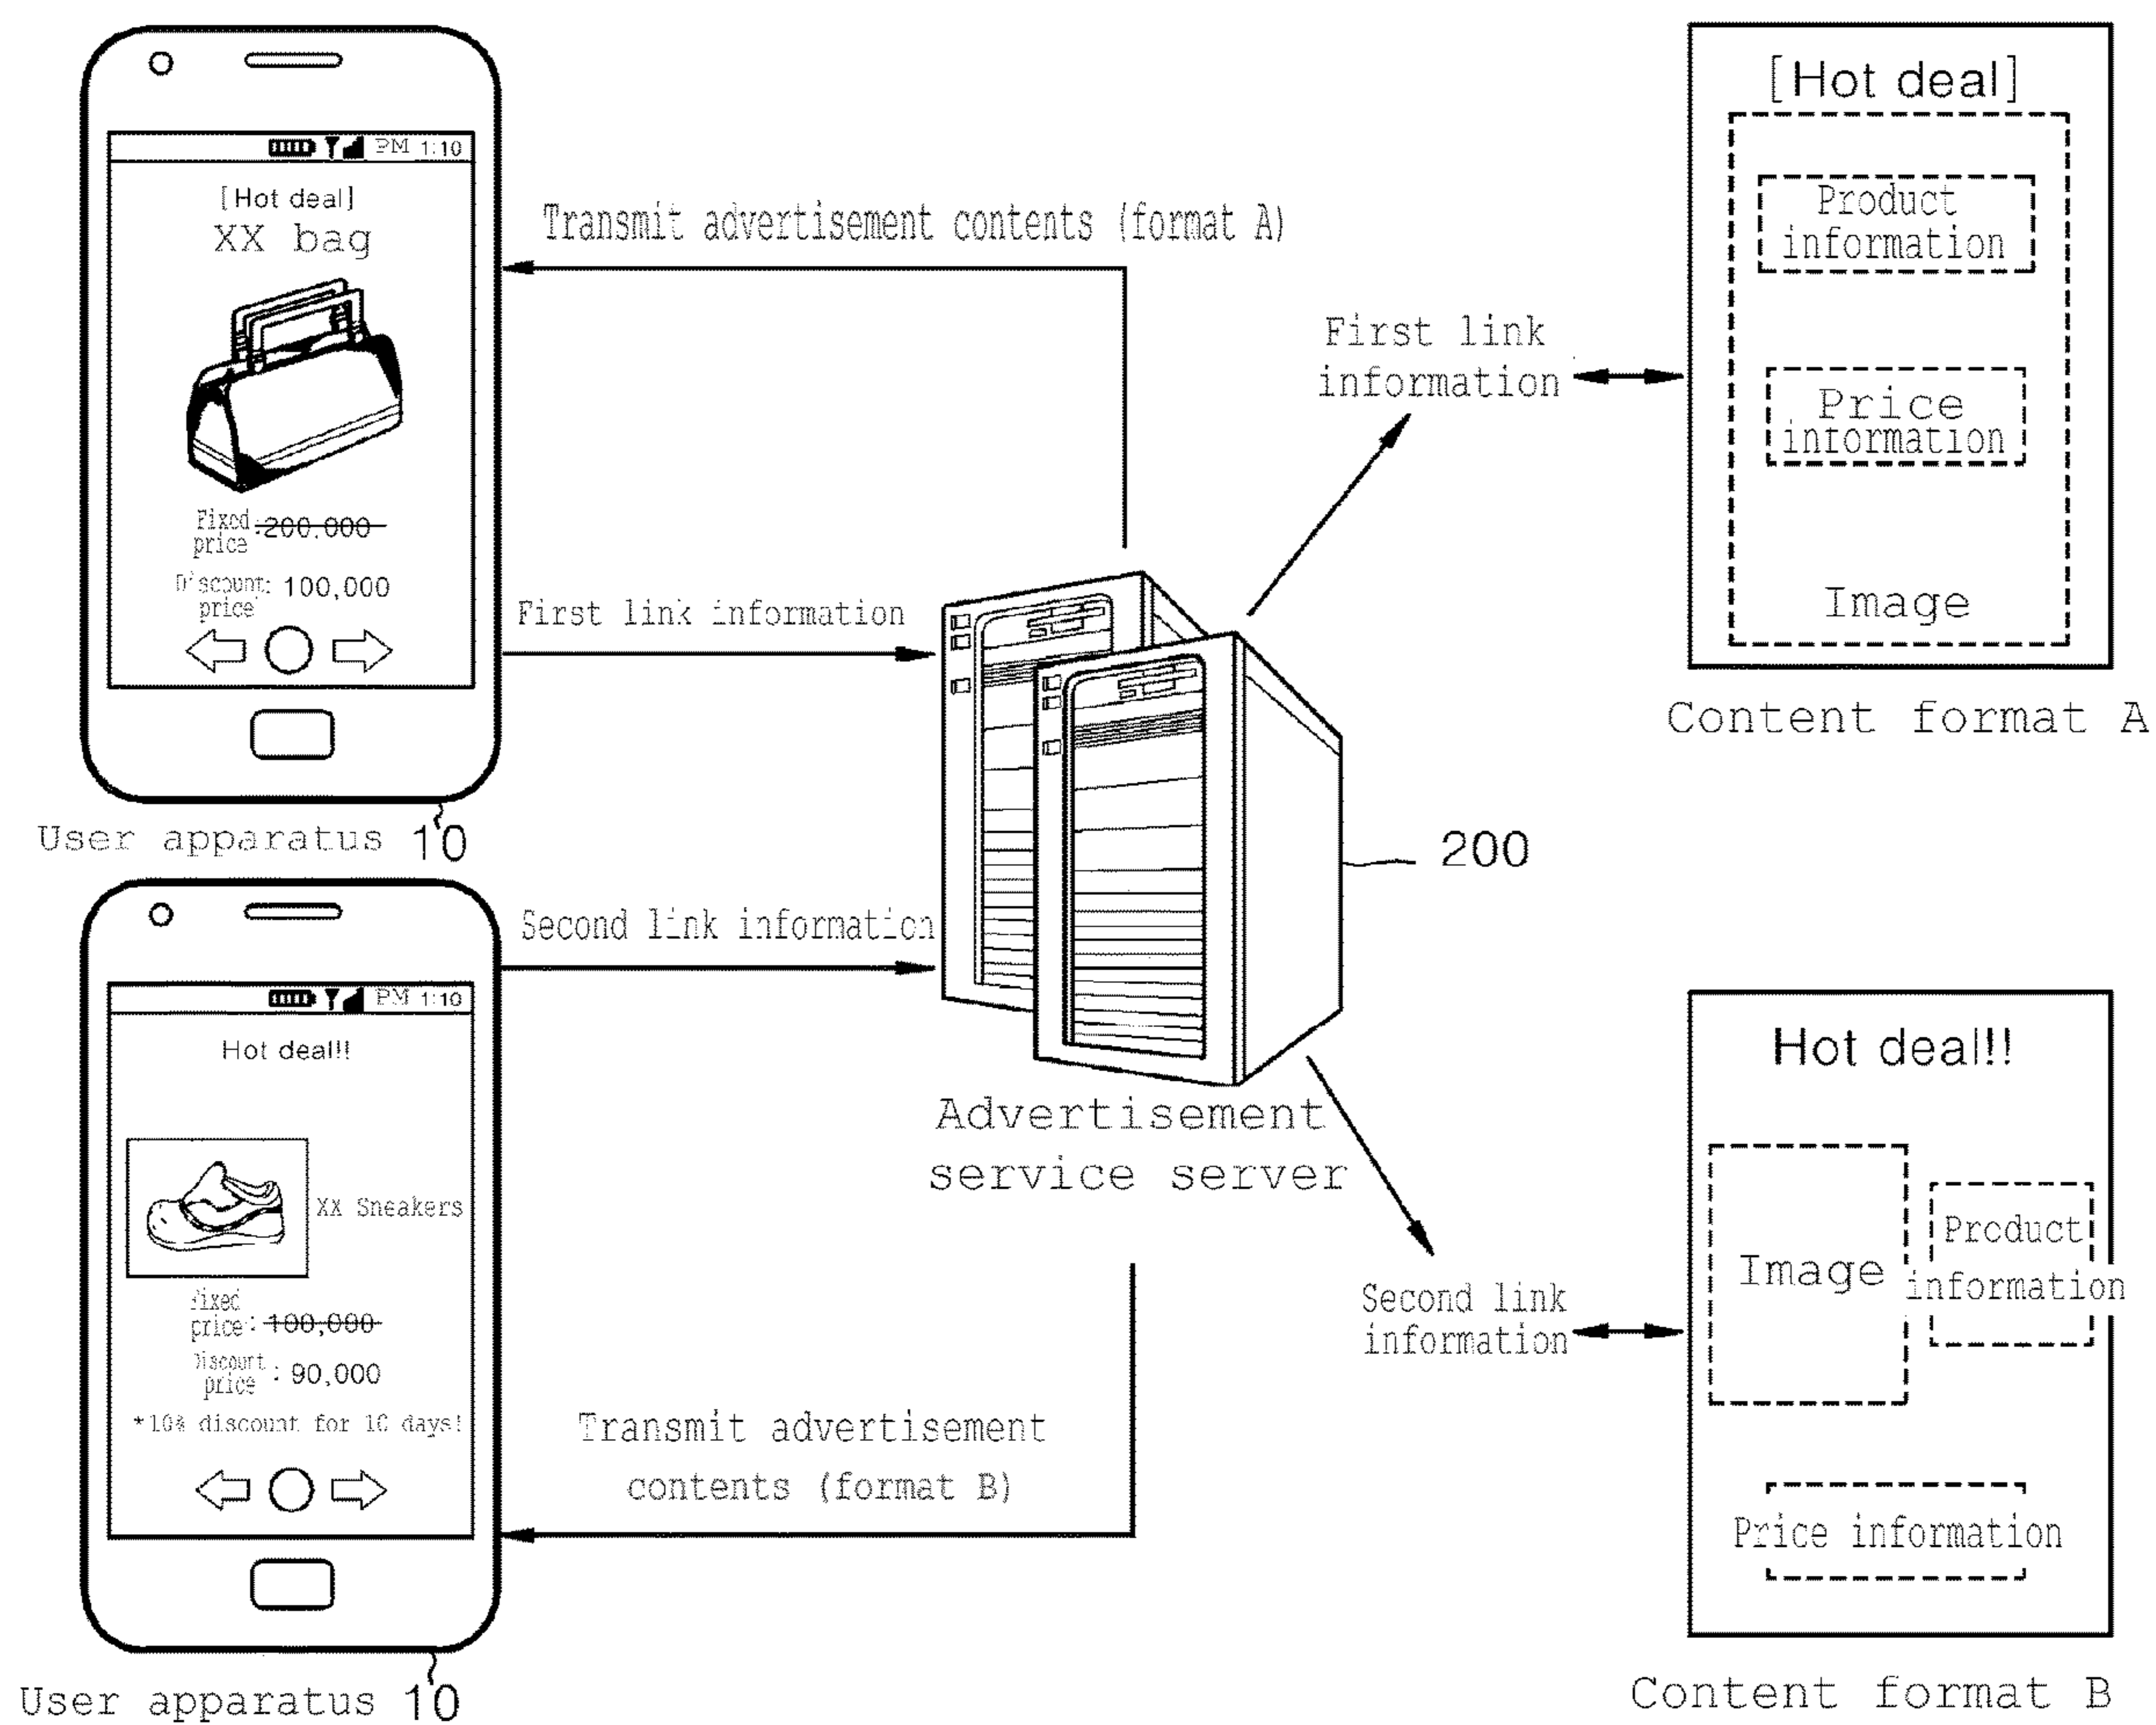 PM 1:10
[Hot deal]
XX bag
Fixed
price :200,000
Discount:
price 100,000
User apparatus 10
Transmit advertisement contents (format A)
First link information
First link
information
[Hot deal]
Product
information
Price
information
Image
Content format A
200
Advertisement
service server
Second link information
PM 1:10
Hot deal!!
XX Sneakers
Fixed
price : 100,000
Discount
price : 90,000
*10% discount for 10 days!
User apparatus 10
Transmit advertisement
contents (format B)
Second link
information
Hot deal!!
Image
Product
information
Price information
Content format B